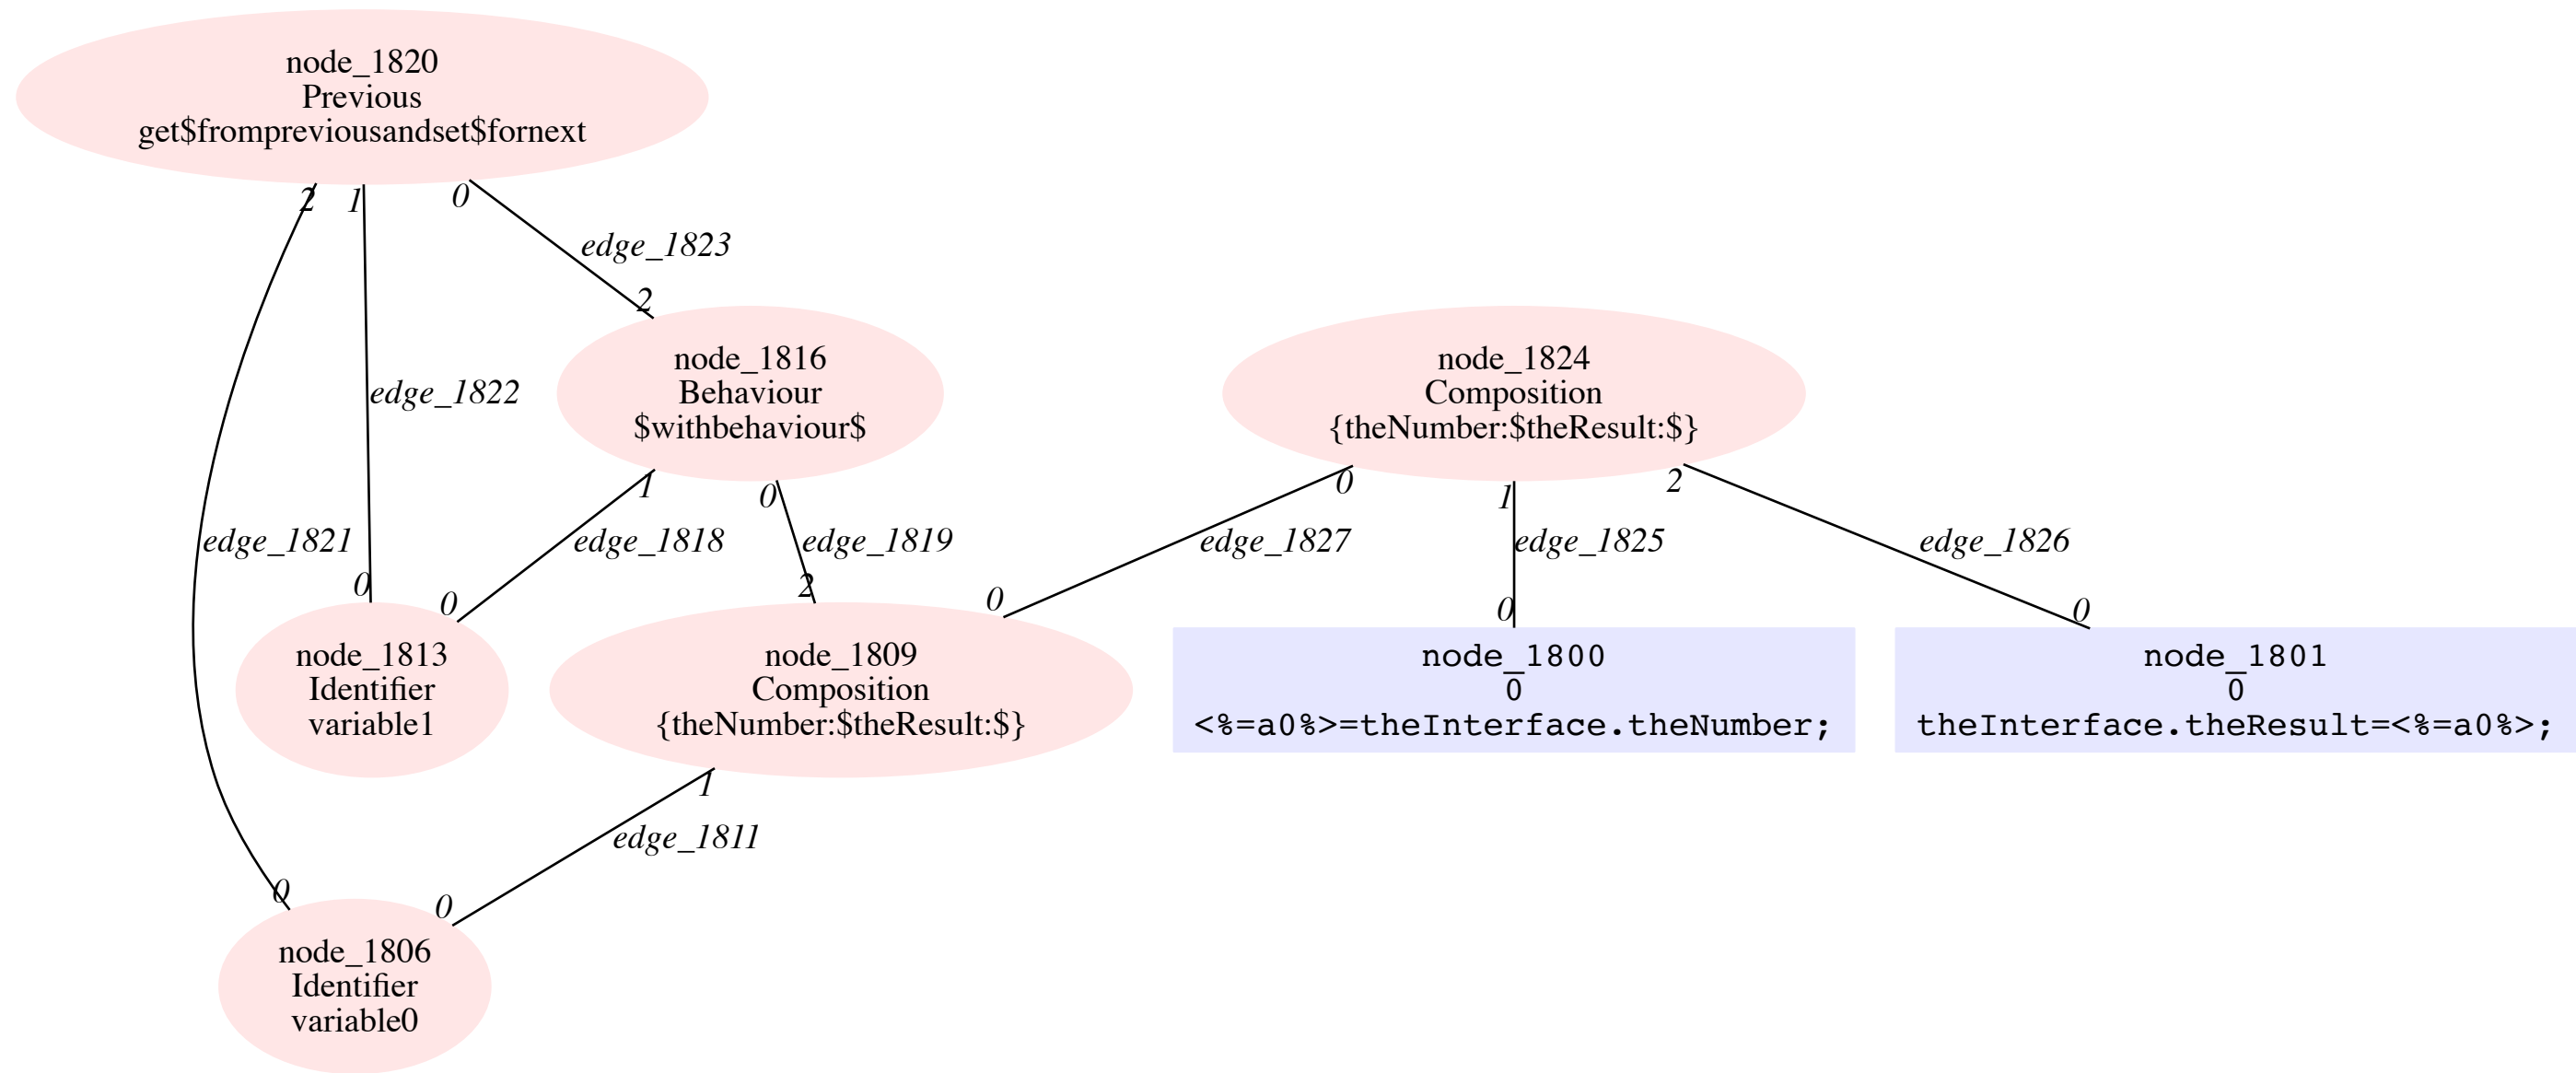 node_1820
Previous
get$frompreviousandset$fornext
2
1
0
edge_1823
2
node_1816
Behaviour
$withbehaviour$
node_1824
Composition
{theNumber:$theResult:$}
edge_1822
1
0
0
1
2
edge_1821
edge_1818
edge_1819
edge_1827
edge_1825
edge_1826
0
0
2
0
0
0
node_1813
Identifier
variable1
node_1809
Composition
{theNumber:$theResult:$}
node_1800
0
<%=a0%>=theInterface.theNumber;
node_1801
0
theInterface.theResult=<%=a0%>;
1
edge_1811
0
0
node_1806
Identifier
variable0